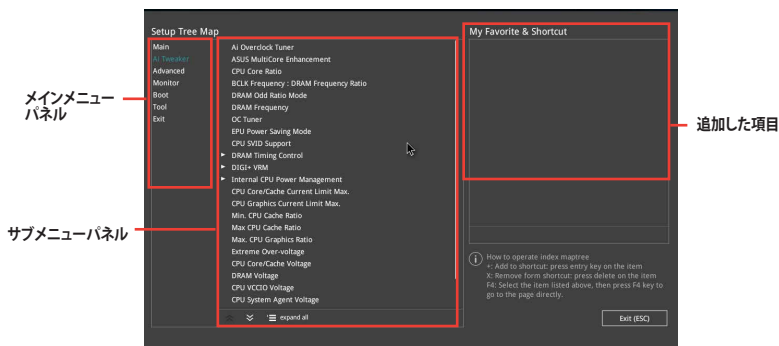 Setup Tree Map
Main
Ai Tweaker
Advanced
Monitor
Boot
Tool
Exit
Ai Overclock Tuner
ASUS MultiCore Enhancement
CPU Core Ratio
BCLK Frequency : DRAM Frequency Ratio
DRAM Odd Ratio Mode
DRAM Frequency
OC Tuner
EPU Power Saving Mode
CPU SVID Support
DRAM Timing Control
DIGI+ VRM
Internal CPU Power Management
CPU Core/Cache Current Limit Max.
CPU Graphics Current Limit Max.
Min. CPU Cache Ratio
Max CPU Cache Ratio
Max. CPU Graphics Ratio
Extreme Over-voltage
CPU Core/Cache Voltage
DRAM Voltage
CPU VCCIO Voltage
CPU System Agent Voltage
expand all
My Favorite & Shortcut
How to operate index maptree
+: Add to shortcut: press entry key on the item
X: Remove form shortcut: press delete on the item
F4: Select the item listed above, then press F4 key to
go to the page directly.
Exit (ESC)
メインメニュー
パネル
サブメニューパネル
追加した項目